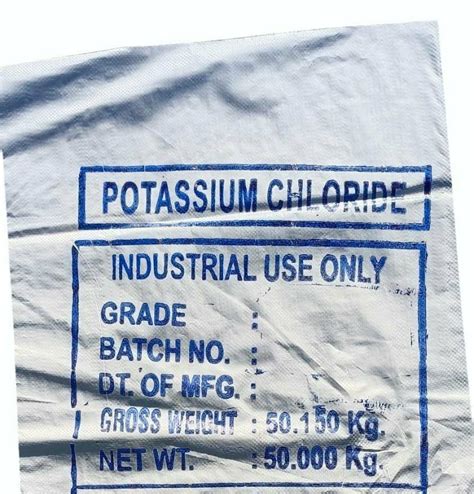 POTASSIUM CHLORIDE
INDUSTRIAL USE ONLY
GRADE :
BATCH NO. :
DT. OF MFG. :
GROSS WEIGHT : 50.150 Kg.
NET WT. : 50.000 Kg.